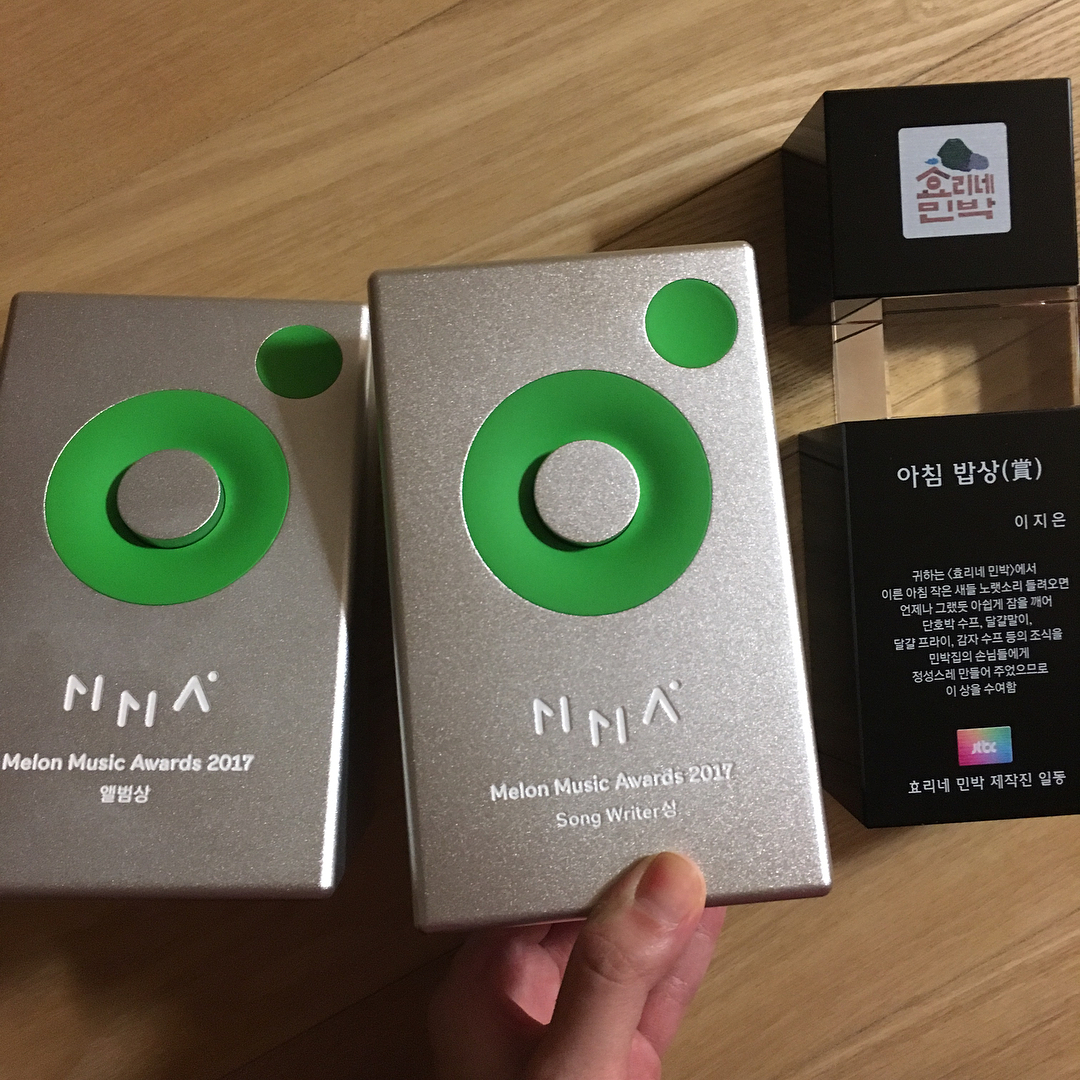 MMA
Melon Music Awards 2017
앨범상
MMA
Melon Music Awards 2017
Song Writer상
효리네
민박
아침 밥상(賞)
이지은
귀하는 <효리네 민박>에서
이른 아침 작은 새들 노랫소리 들려오면
언제나 그랬듯 아쉽게 잠을 깨어
단호박 수프, 달걀말이,
달걀 프라이, 감자 수프 등의 조식을
민박집의 손님들에게
정성스레 만들어 주었으므로
이 상을 수여함
jtbc
효리네 민박 제작진 일동